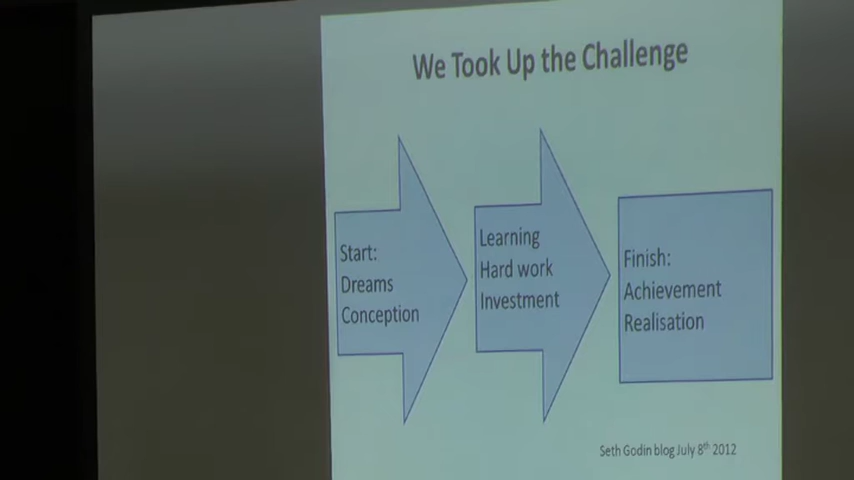 We Took Up the Challenge
Start:
Dreams
Conception
Learning
Hard work
Investment
Finish:
Achievement
Realisation
Seth Godin blog July 8th 2012